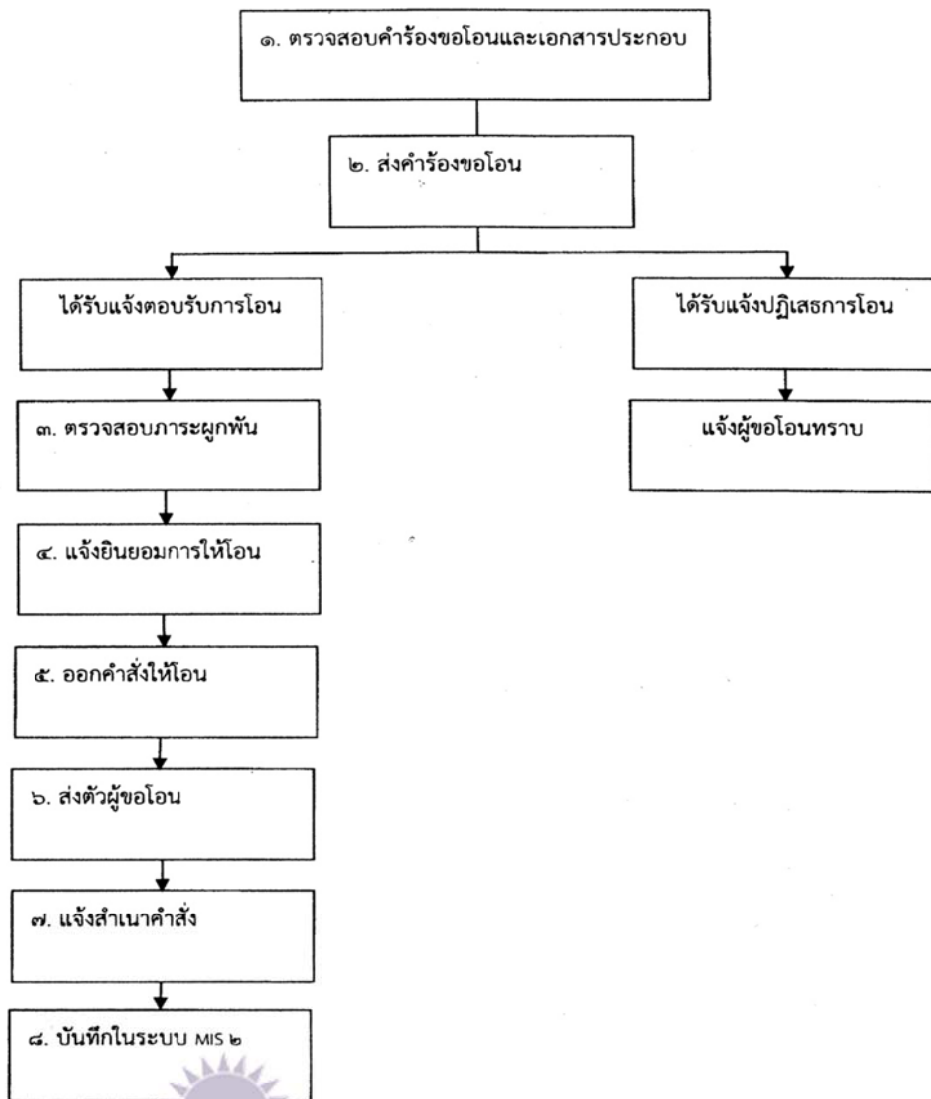 ๑. ตรวจสอบคำร้องขอโอนและเอกสารประกอบ
๒. ส่งคำร้องขอโอน
ได้รับแจ้งตอบรับการโอน
ได้รับแจ้งปฏิเสธการโอน
๓. ตรวจสอบภาระผูกพัน
แจ้งผู้ขอโอนทราบ
๔. แจ้งยินยอมการให้โอน
๕. ออกคำสั่งให้โอน
๖. ส่งตัวผู้ขอโอน
๗. แจ้งสำเนาคำสั่ง
๘. บันทึกในระบบ MIS ๒